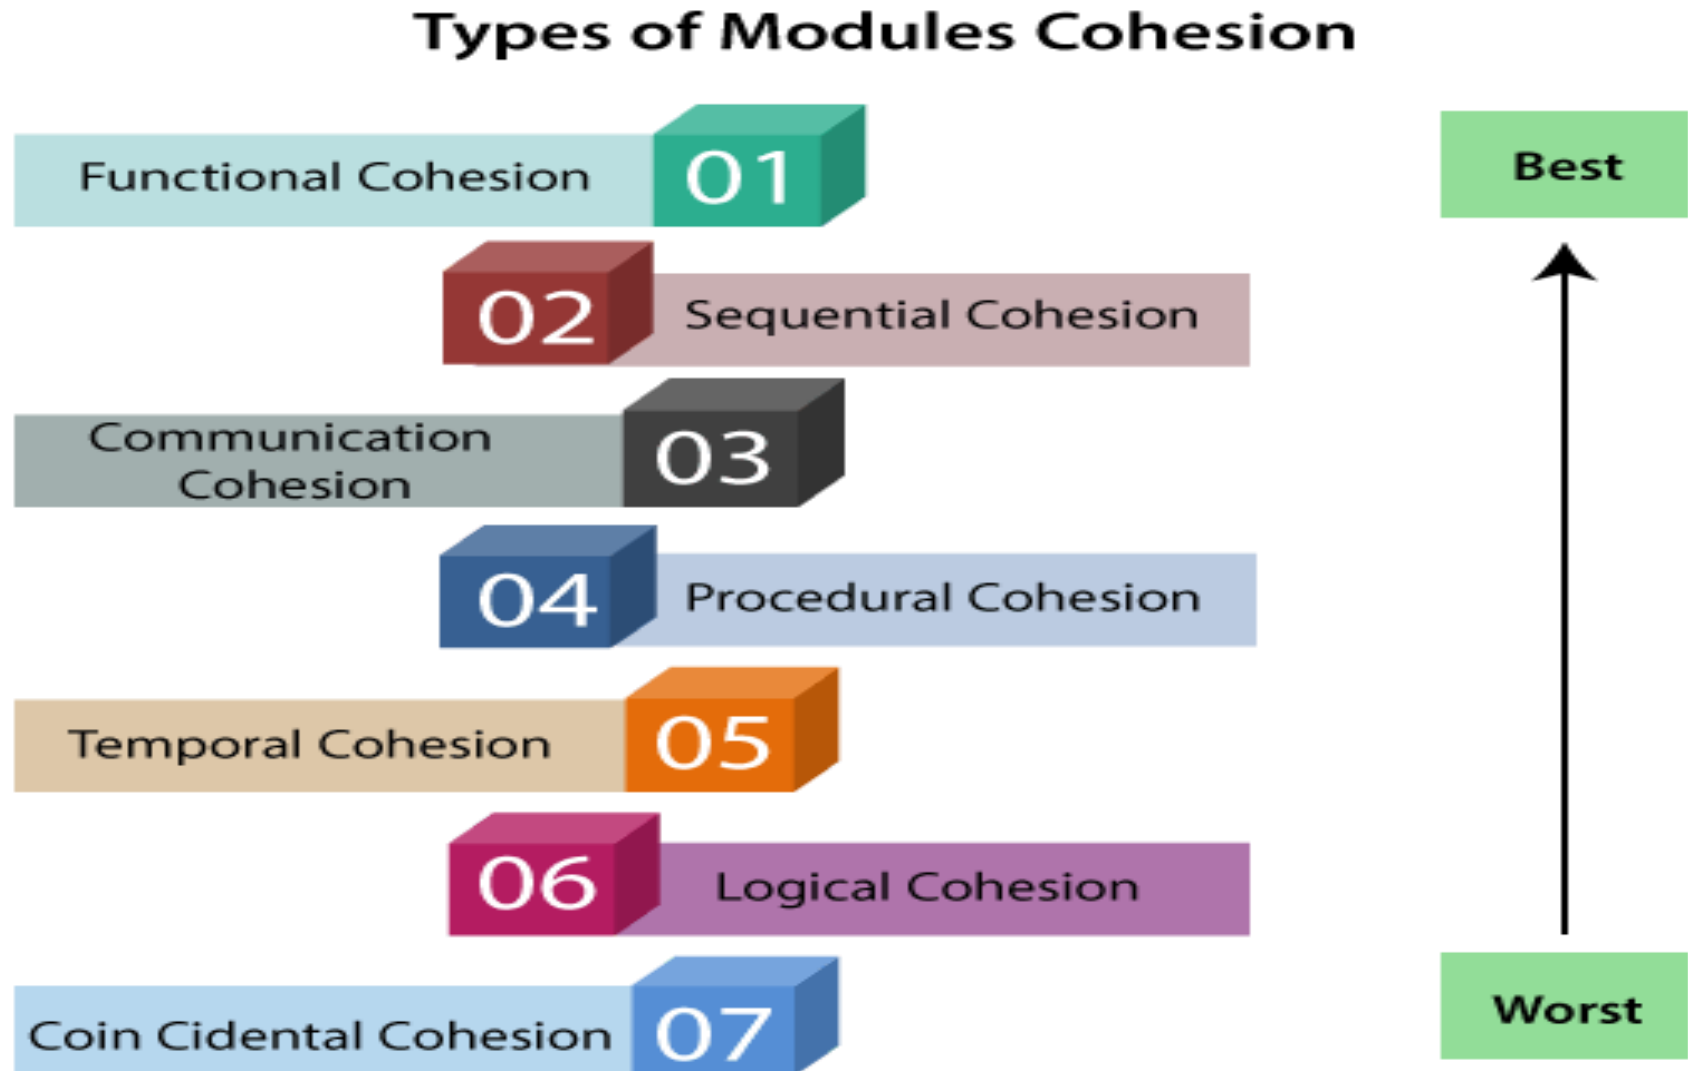 Types of Modules Cohesion
Functional Cohesion 01
Best
02 Sequential Cohesion
Communication
Cohesion
03
04 Procedural Cohesion
Temporal Cohesion 05
06 Logical Cohesion
Coin Cidental Cohesion 07
Worst